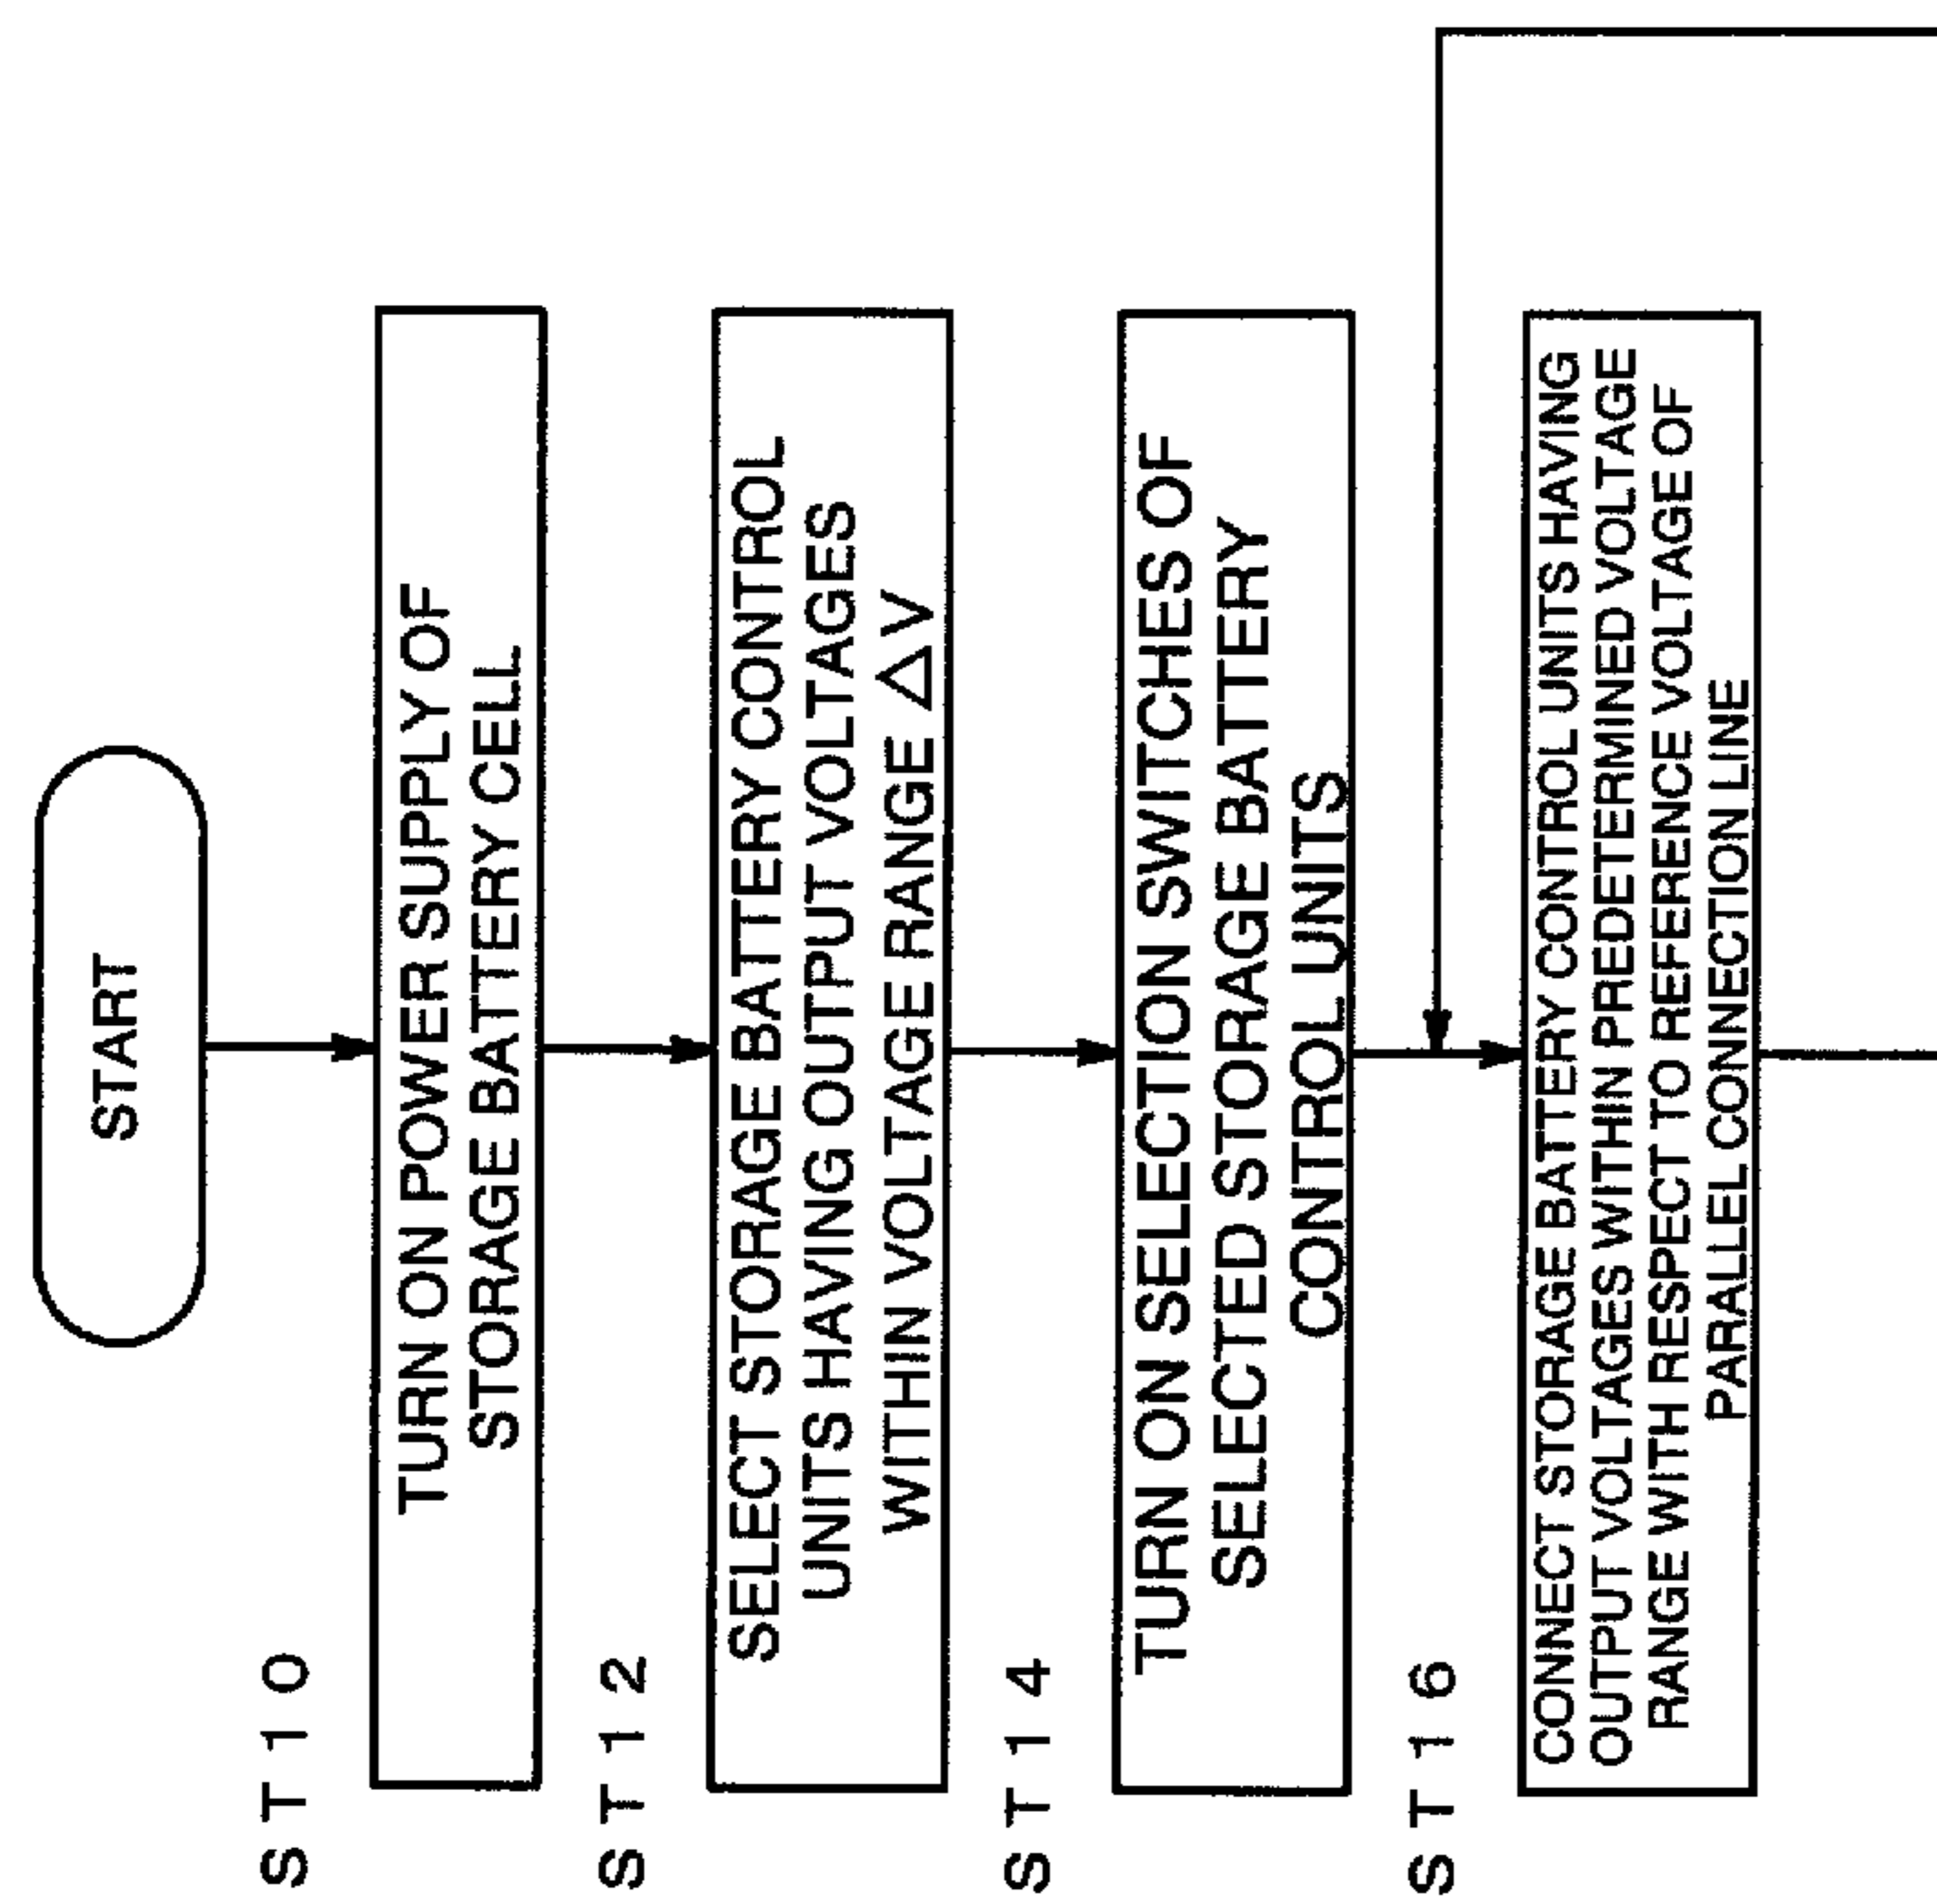 START
ST10
TURN ON POWER SUPPLY OF
STORAGE BATTERY CELL
ST12
SELECT STORAGE BATTERY CONTROL
UNITS HAVING OUTPUT VOLTAGES
WITHIN VOLTAGE RANGE △V
ST14
TURN ON SELECTION SWITCHES OF
SELECTED STORAGE BATTERY
CONTROL UNITS
ST16
CONNECT STORAGE BATTERY CONTROL UNITS HAVING
OUTPUT VOLTAGES WITHIN PREDETERMINED VOLTAGE
RANGE WITH RESPECT TO REFERENCE VOLTAGE OF
PARALLEL CONNECTION LINE